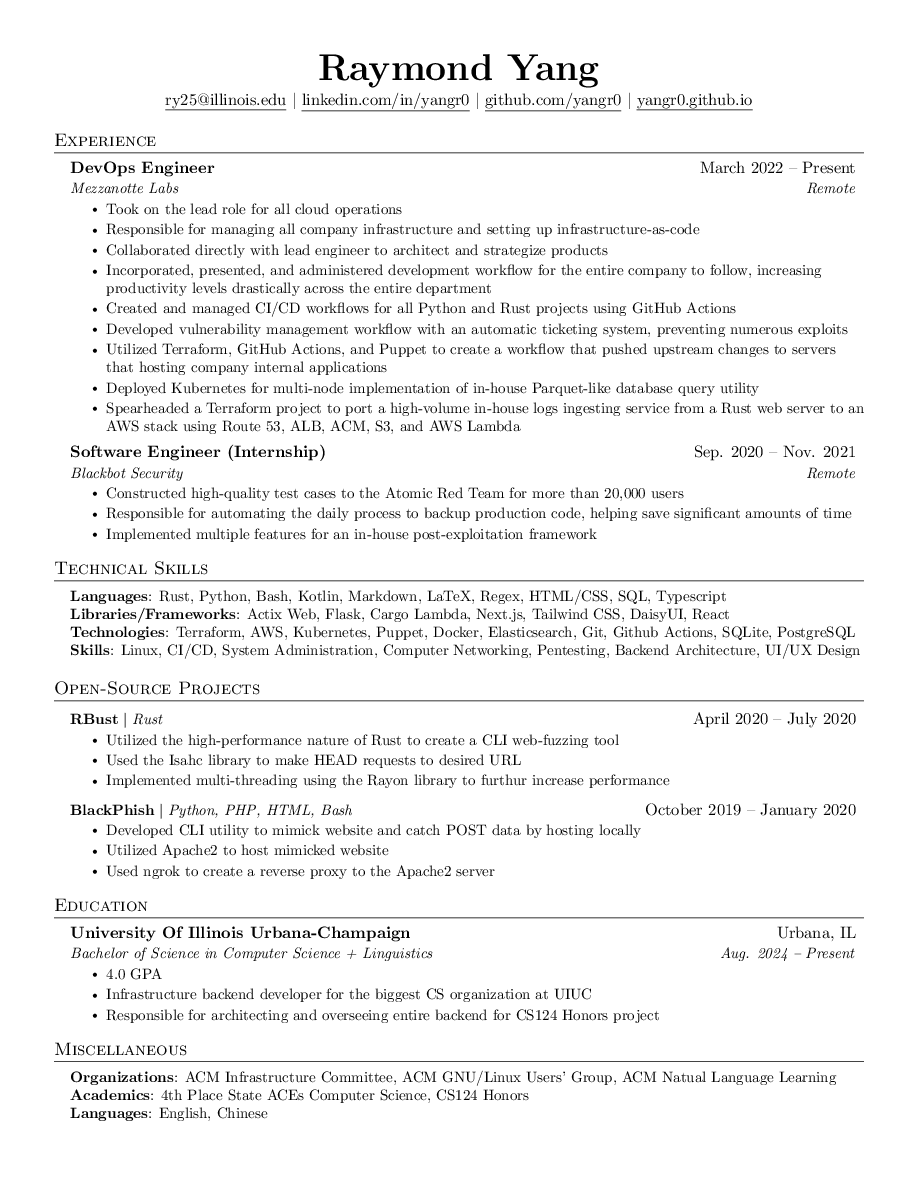 Raymond Yang
ry25@illinois.edu | linkedin.com/in/yangr0 | github.com/yangr0 | yangr0.github.io
Experience
DevOps Engineer March 2022 – Present
Mezzanotte Labs Remote
• Took on the lead role for all cloud operations
• Responsible for managing all company infrastructure and setting up infrastructure-as-code
• Collaborated directly with lead engineer to architect and strategize products
• Incorporated, presented, and administered development workflow for the entire company to follow, increasing
productivity levels drastically across the entire department
• Created and managed CI/CD workflows for all Python and Rust projects using GitHub Actions
• Developed vulnerability management workflow with an automatic ticketing system, preventing numerous exploits
• Utilized Terraform, GitHub Actions, and Puppet to create a workflow that pushed upstream changes to servers
that hosting company internal applications
• Deployed Kubernetes for multi-node implementation of in-house Parquet-like database query utility
• Spearheaded a Terraform project to port a high-volume in-house logs ingesting service from a Rust web server to an
AWS stack using Route 53, ALB, ACM, S3, and AWS Lambda
Software Engineer (Internship) Sep. 2020 – Nov. 2021
Blackbot Security Remote
• Constructed high-quality test cases to the Atomic Red Team for more than 20,000 users
• Responsible for automating the daily process to backup production code, helping save significant amounts of time
• Implemented multiple features for an in-house post-exploitation framework
Technical Skills
Languages: Rust, Python, Bash, Kotlin, Markdown, LaTeX, Regex, HTML/CSS, SQL, Typescript
Libraries/Frameworks: Actix Web, Flask, Cargo Lambda, Next.js, Tailwind CSS, DaisyUI, React
Technologies: Terraform, AWS, Kubernetes, Puppet, Docker, Elasticsearch, Git, Github Actions, SQLite, PostgreSQL
Skills: Linux, CI/CD, System Administration, Computer Networking, Pentesting, Backend Architecture, UI/UX Design
Open-Source Projects
RBust | Rust April 2020 – July 2020
• Utilized the high-performance nature of Rust to create a CLI web-fuzzing tool
• Used the Isahc library to make HEAD requests to desired URL
• Implemented multi-threading using the Rayon library to furthur increase performance
BlackPhish | Python, PHP, HTML, Bash October 2019 – January 2020
• Developed CLI utility to mimick website and catch POST data by hosting locally
• Utilized Apache2 to host mimicked website
• Used ngrok to create a reverse proxy to the Apache2 server
Education
University Of Illinois Urbana-Champaign Urbana, IL
Bachelor of Science in Computer Science + Linguistics Aug. 2024 – Present
• 4.0 GPA
• Infrastructure backend developer for the biggest CS organization at UIUC
• Responsible for architecting and overseeing entire backend for CS124 Honors project
Miscellaneous
Organizations: ACM Infrastructure Committee, ACM GNU/Linux Users' Group, ACM Natual Language Learning
Academics: 4th Place State ACEs Computer Science, CS124 Honors
Languages: English, Chinese